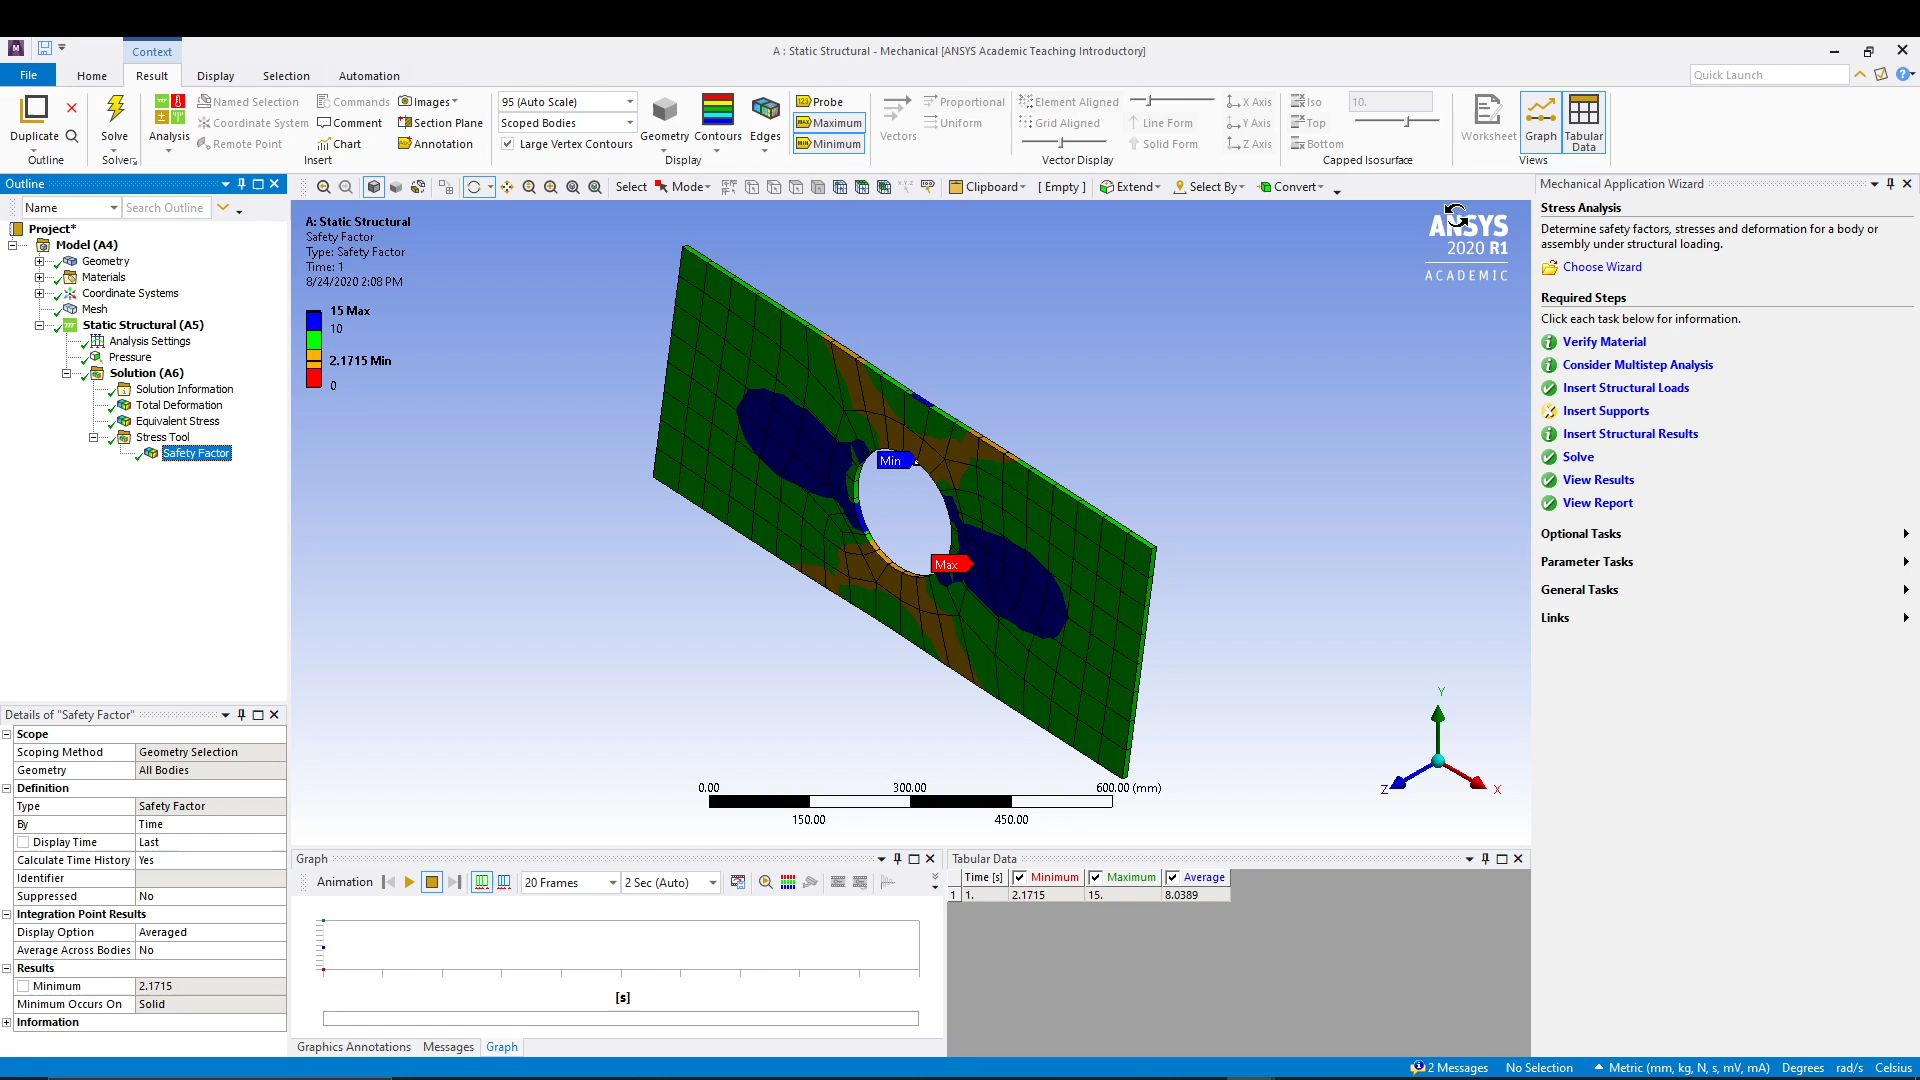 Context
A : Static Structural - Mechanical [ANSYS Academic Teaching Introductory]
File Home Result Display Selection Automation
Quick Launch
Duplicate
Outline
Solve
Solver
Analysis
Named Selection
Coordinate System
Remote Point
Commands
Comment
Chart
Images
Section Plane
Annotation
Insert
95 (Auto Scale)
Scoped Bodies
Large Vertex Contours
Geometry
Contours
Edges
Display
Probe
Maximum
Minimum
Vectors
Proportional
Uniform
Element Aligned
Grid Aligned
Line Form
Solid Form
X Axis
Y Axis
Z Axis
Vector Display
Iso
Top
Bottom
10.
Capped Isosurface
Worksheet
Graph
Tabular
Data
Views
Outline
Name
Search Outline
Project*
Model (A4)
Geometry
Materials
Coordinate Systems
Mesh
Static Structural (A5)
Analysis Settings
Pressure
Solution (A6)
Solution Information
Total Deformation
Equivalent Stress
Stress Tool
Safety Factor
Select Mode Clipboard [ Empty ] Extend Select By Convert
A: Static Structural
Safety Factor
Type: Safety Factor
Time: 1
8/24/2020 2:08 PM
15 Max
10
2.1715 Min
0
ANSYS
2020 R1
ACADEMIC
Min
Max
0.00 300.00 600.00 (mm)
150.00 450.00
Y
Z X
Mechanical Application Wizard
Stress Analysis
Determine safety factors, stresses and deformation for a body or
assembly under structural loading.
Choose Wizard
Required Steps
Click each task below for information.
Verify Material
Consider Multistep Analysis
Insert Structural Loads
Insert Supports
Insert Structural Results
Solve
View Results
View Report
Optional Tasks
Parameter Tasks
General Tasks
Links
Details of "Safety Factor"
Scope
Scoping Method Geometry Selection
Geometry All Bodies
Definition
Type Safety Factor
By Time
Display Time Last
Calculate Time History Yes
Identifier
Suppressed No
Integration Point Results
Display Option Averaged
Average Across Bodies No
Results
Minimum 2.1715
Minimum Occurs On Solid
Information
Graph
Animation 20 Frames 2 Sec (Auto)
[s]
Graphics Annotations Messages Graph
Tabular Data
Time [s] Minimum Maximum Average
1 1. 2.1715 15. 8.0389
2 Messages No Selection Metric (mm, kg, N, s, mV, mA) Degrees rad/s Celsius